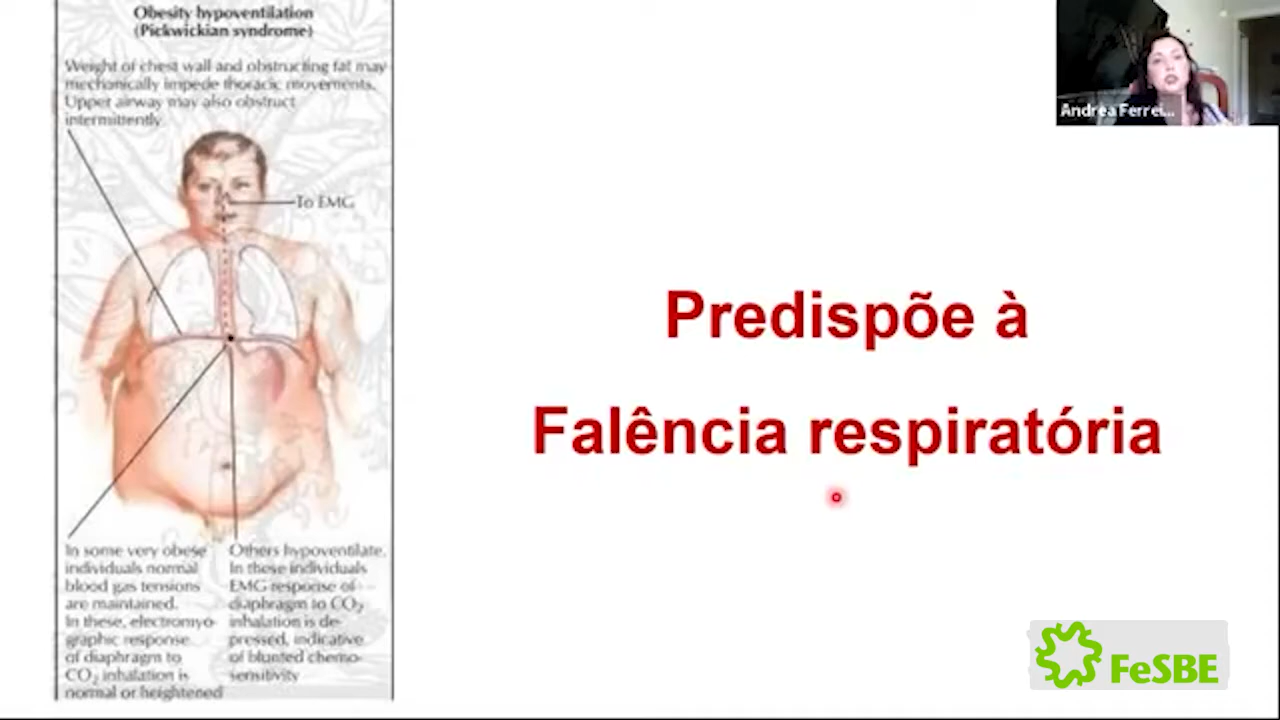 Obesity hypoventilation
(Pickwickian syndrome)
Weight of chest wall and obstructing fat may
mechanically impede thoracic movements.
Upper airway may also obstruct
intermittently
To EMG
In some very obese
individuals normal
blood gas tensions
are maintained.
In these, electromyo-
graphic response
of diaphragm to
CO₂ inhalation is
normal or heightened
Others hypoventilate.
In these individuals
EMG response of
diaphragm to CO₂
inhalation is de-
pressed, indicative
of blunted chemo-
sensitivity
Predispõe à
Falência respiratória
Andrea Ferrei...
FeSBE